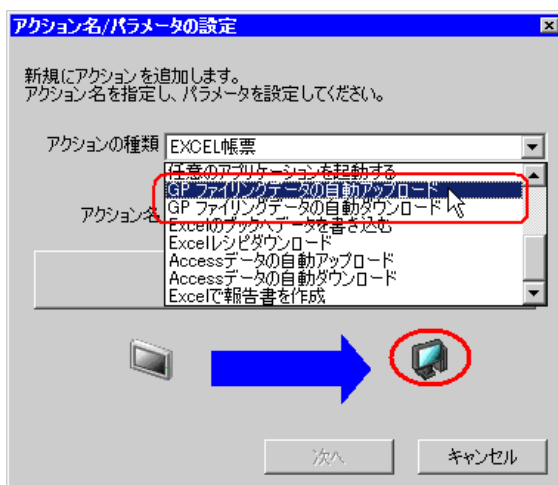 アクション名/パラメータの設定
新規にアクションを追加します。
アクション名を指定し、パラメータを設定してください。
アクションの種類 EXCEL帳票
任意のアプリケーションを起動する
GP ファイリングデータの自動アップロード
アクション名 GP ファイリングデータの自動ダウンロード
Excelのブックへデータを書き込む
Excelレシピダウンロード
Accessデータの自動アップロード
Accessデータの自動ダウンロード
Excelで報告書を作成
次へ キャンセル